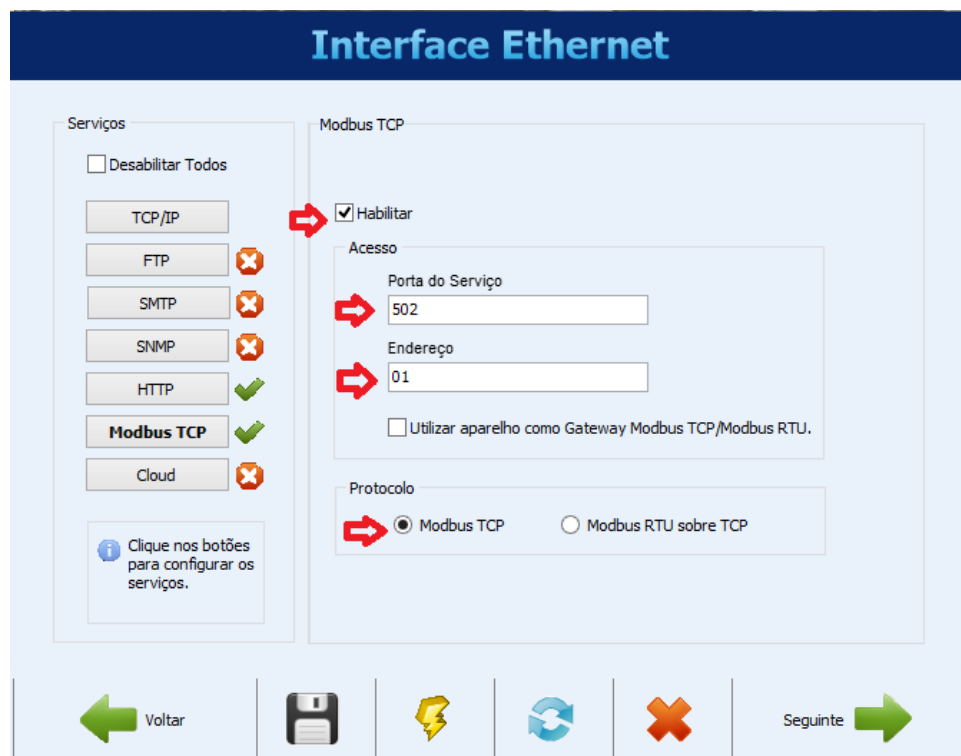 Interface Ethernet
Serviços
Desabilitar Todos
TCP/IP
FTP
SMTP
SNMP
HTTP
Modbus TCP
Cloud
Clique nos botões
para configurar os
serviços.
Modbus TCP
Habilitar
Acesso
Porta do Serviço
502
Endereço
01
Utilizar aparelho como Gateway Modbus TCP/Modbus RTU.
Protocolo
Modbus TCP
Modbus RTU sobre TCP
Voltar
Seguinte